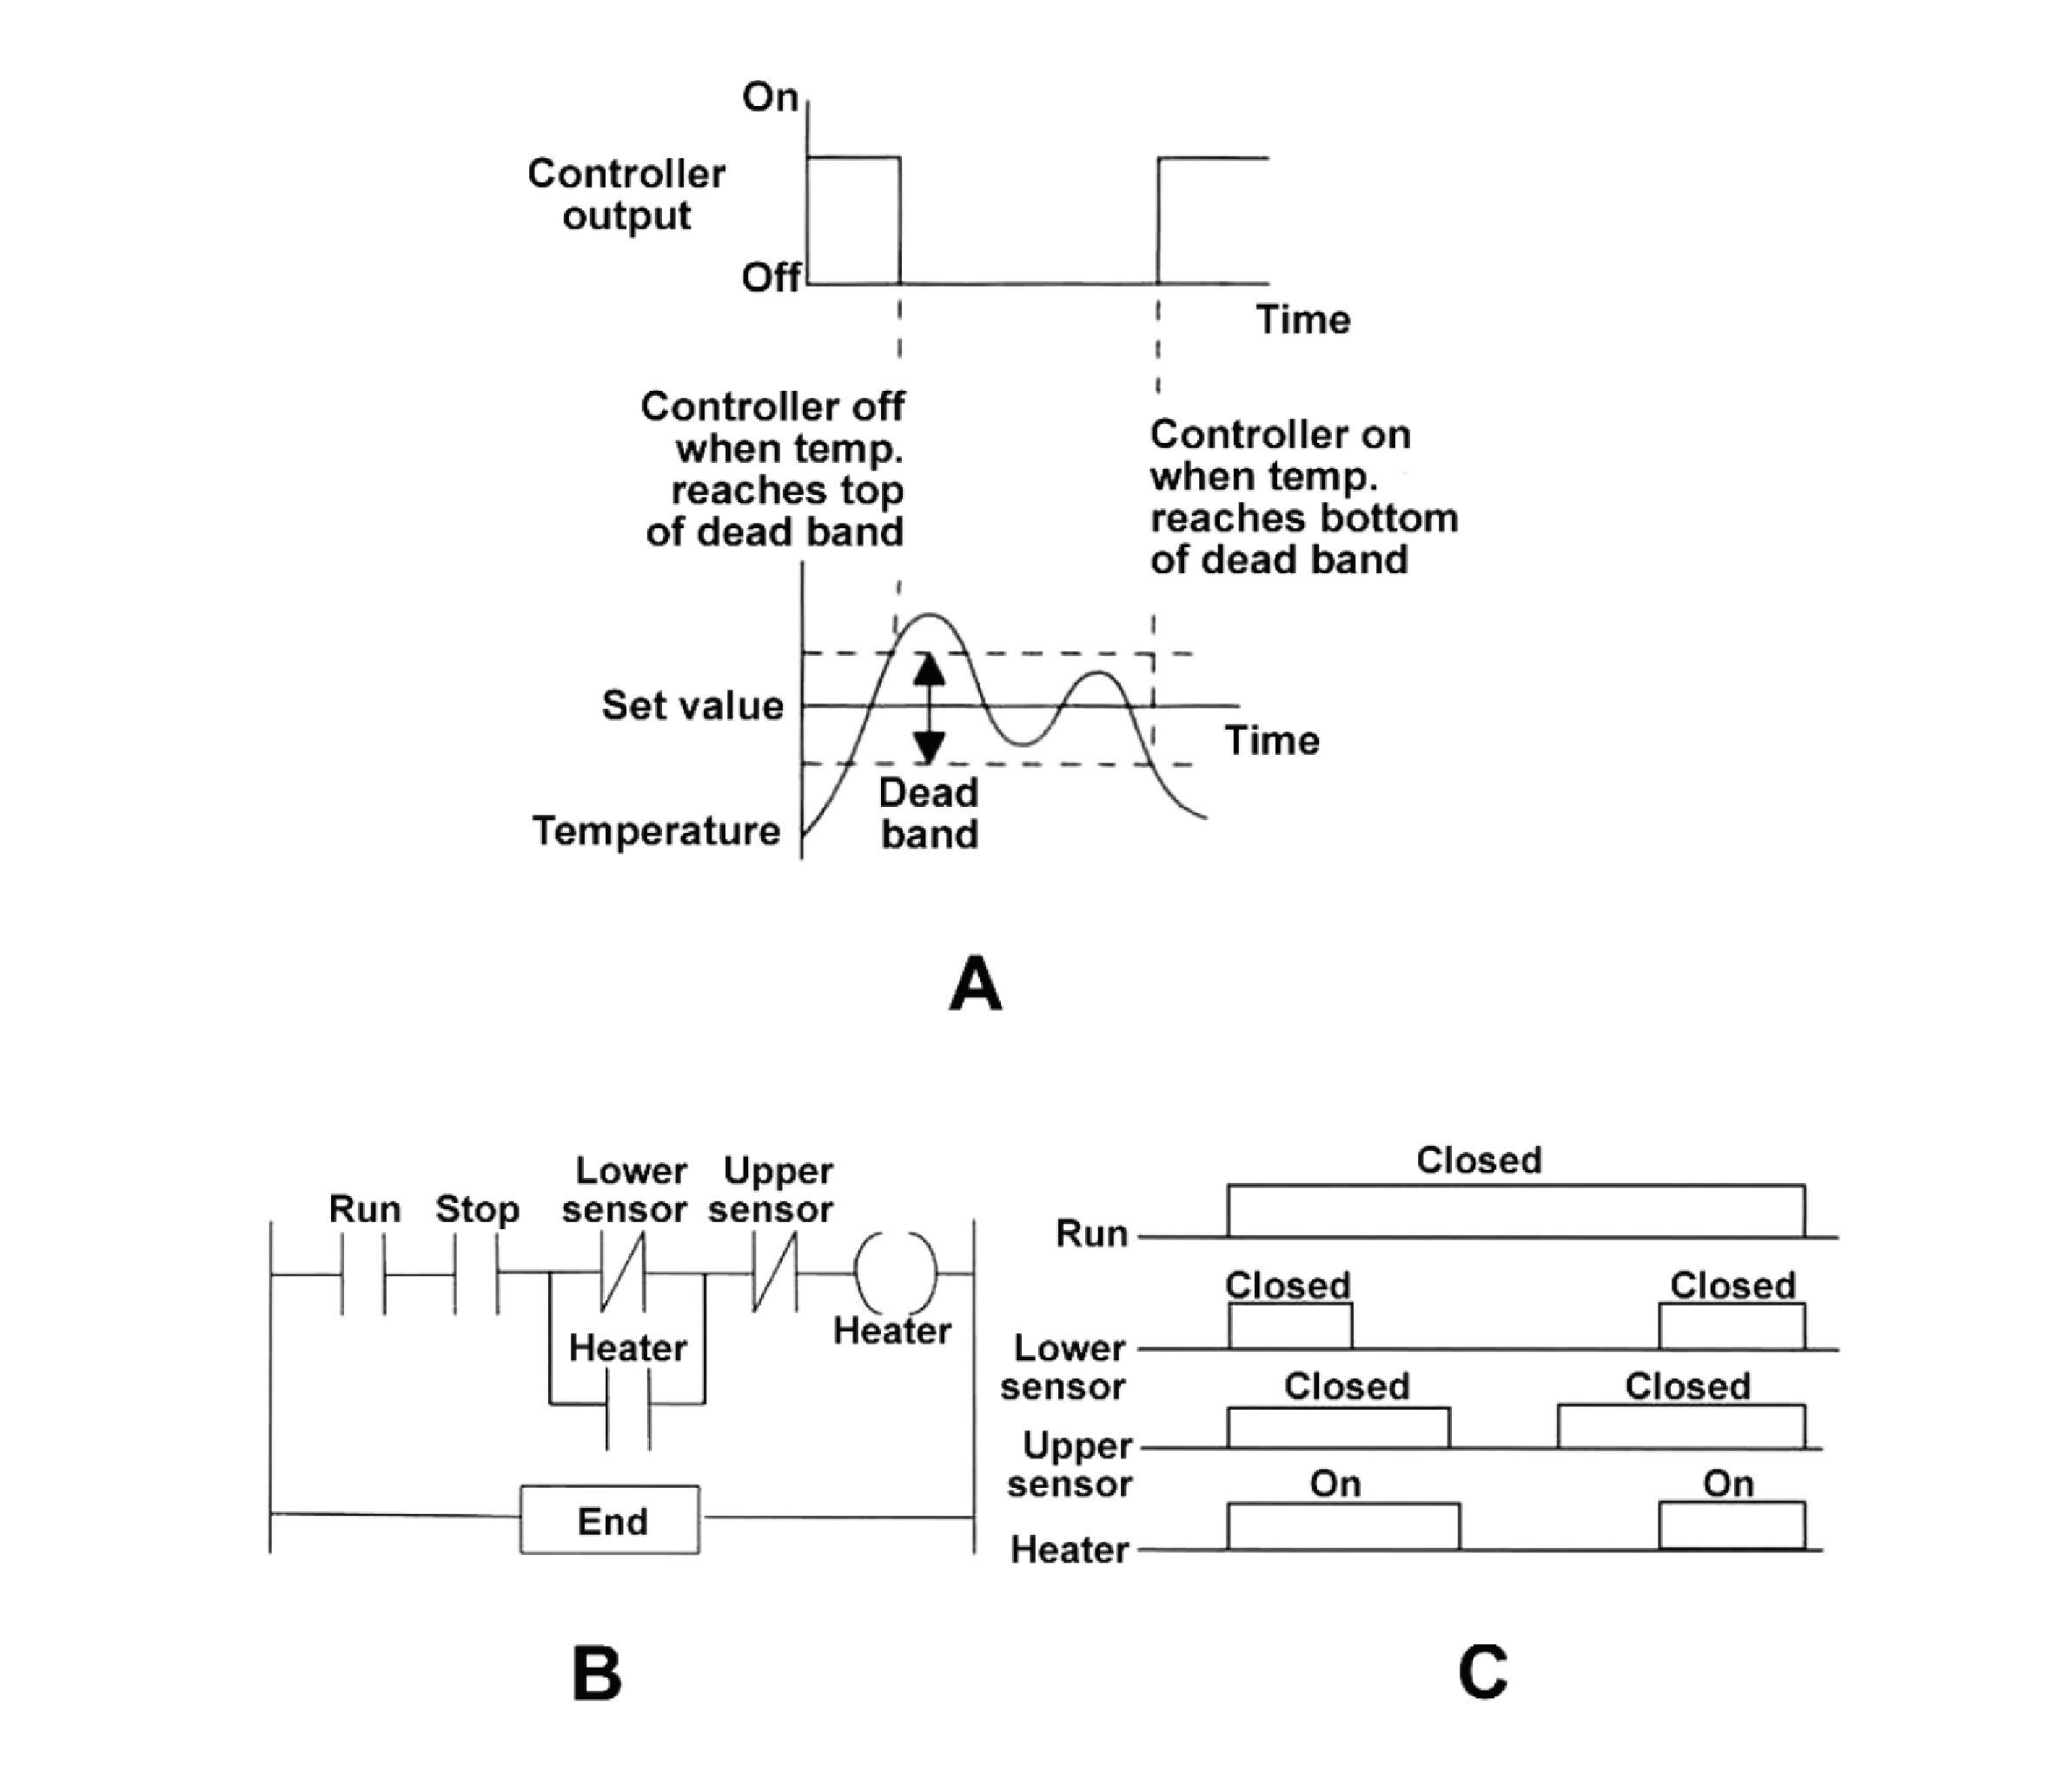 On
Controller
output
Off
Time
Controller off
when temp.
reaches top
of dead band
Controller on
when temp.
reaches bottom
of dead band
Set value
Time
Dead
band
Temperature
A
Lower
sensor
Upper
sensor
Run
Stop
Heater
Heater
End
B
Closed
Run
Closed
Closed
Lower
sensor
Closed
Closed
Upper
sensor
On
On
Heater
C